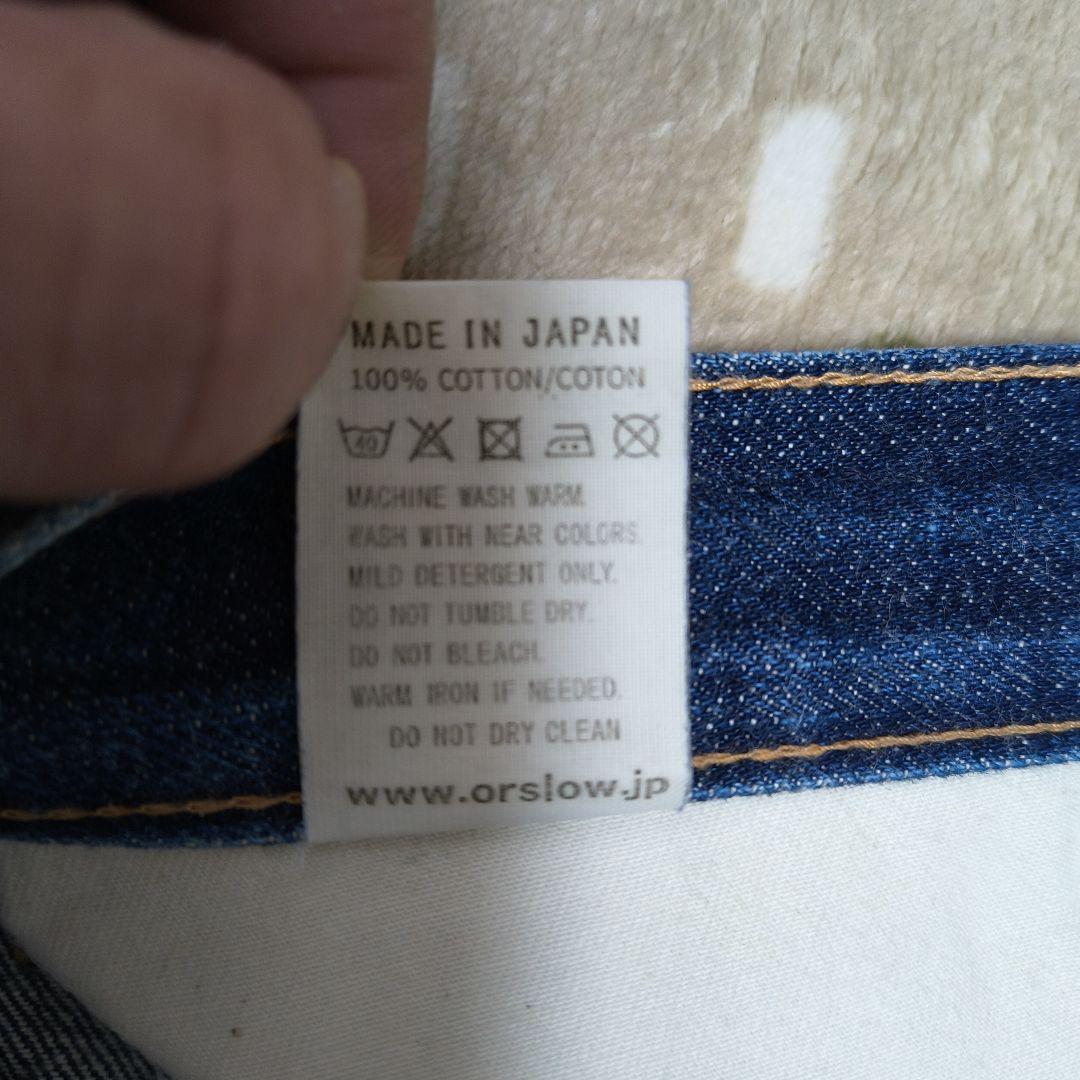 MADE IN JAPAN
100% COTTON/COTON
40
MACHINE WASH WARM.
WASH WITH NEAR COLORS.
MILD DETERGENT ONLY.
DO NOT TUMBLE DRY.
DO NOT BLEACH.
WARM IRON IF NEEDED.
DO NOT DRY CLEAN
www.orslow.jp